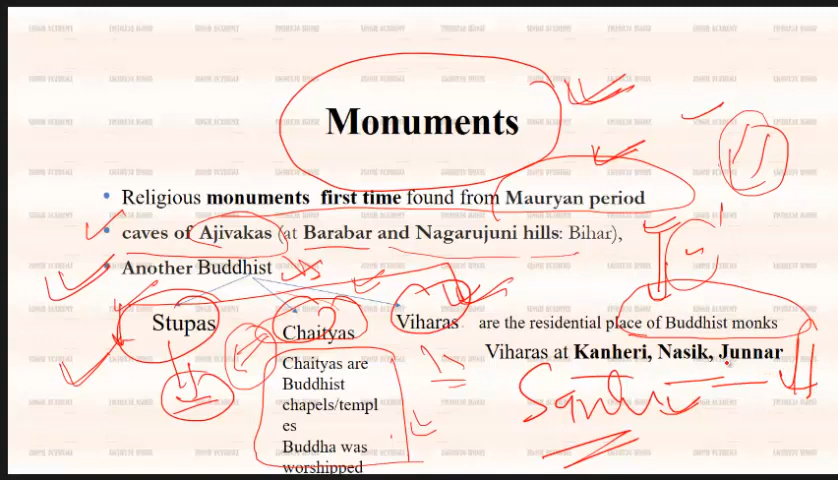 Monuments
• Religious monuments first time found from Mauryan period
• caves of Ajivakas (at Barabar and Nagarujuni hills: Bihar),
• Another Buddhist
Stupas
Chaityas
Viharas are the residential place of Buddhist monks
Viharas at Kanheri, Nasik, Junnar
Chaityas are
Buddhist
chapels/templ
es
Buddha was
worshipped